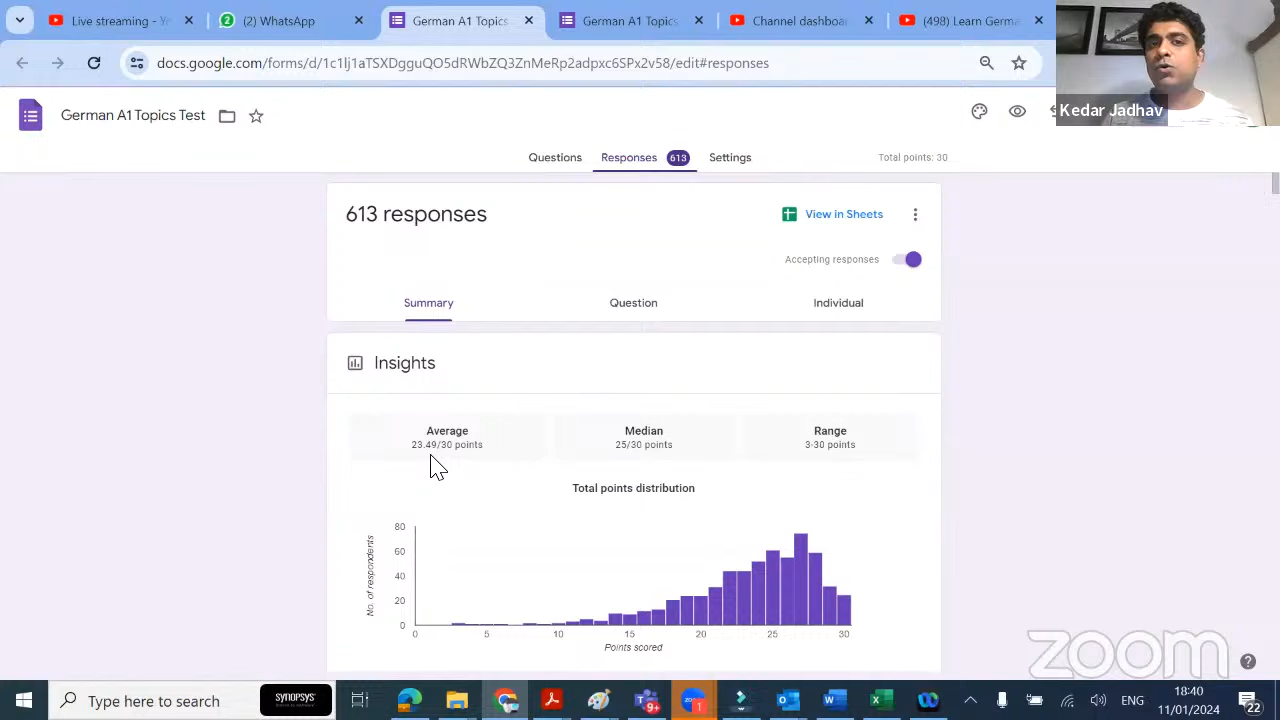 Live streaming - Y
(2) WhatsApp
German A1 Topics
German A1 Topic
Channel dashbo
(498) Learn Germa
docs.google.com/forms/d/1c1lj1aTSXDgguQO5dRWbZQ3ZnMeRp2adpxc6SPx2v58/edit#responses
Kedar Jadhav
German A1 Topics Test
Questions
Responses 613
Settings
Total points: 30
613 responses
View in Sheets
Accepting responses
Summary
Question
Individual
Insights
Average
23.49/30 points
Median
25/30 points
Range
3-30 points
Total points distribution
No. of respondents
80
60
40
20
0
0 5 10 15 20 25 30
Points scored
zoom
Type here to search
SYNOPSYS
9+
ENG
18:40
11/01/2024
22